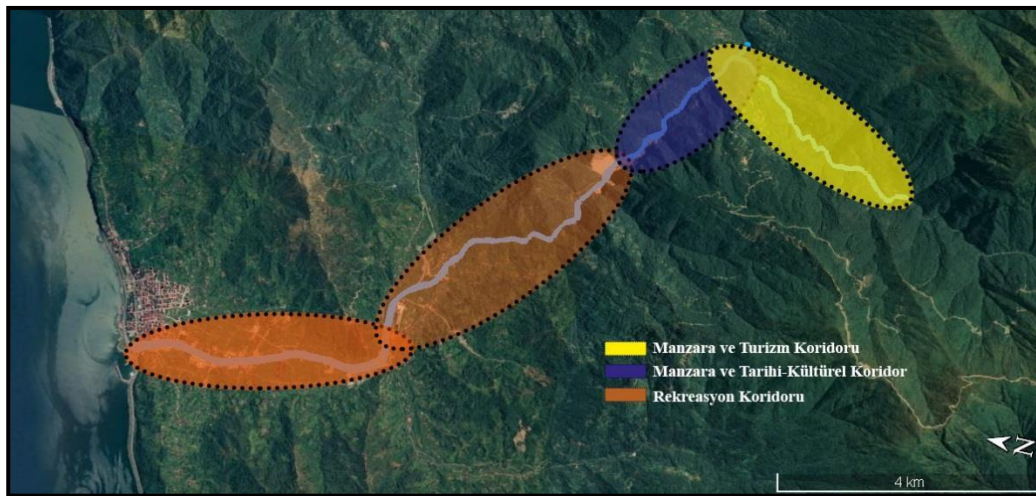 Manzara ve Turizm Koridoru
Manzara ve Tarihi-Kültürel Koridor
Rekreasyon Koridoru
N
4 km